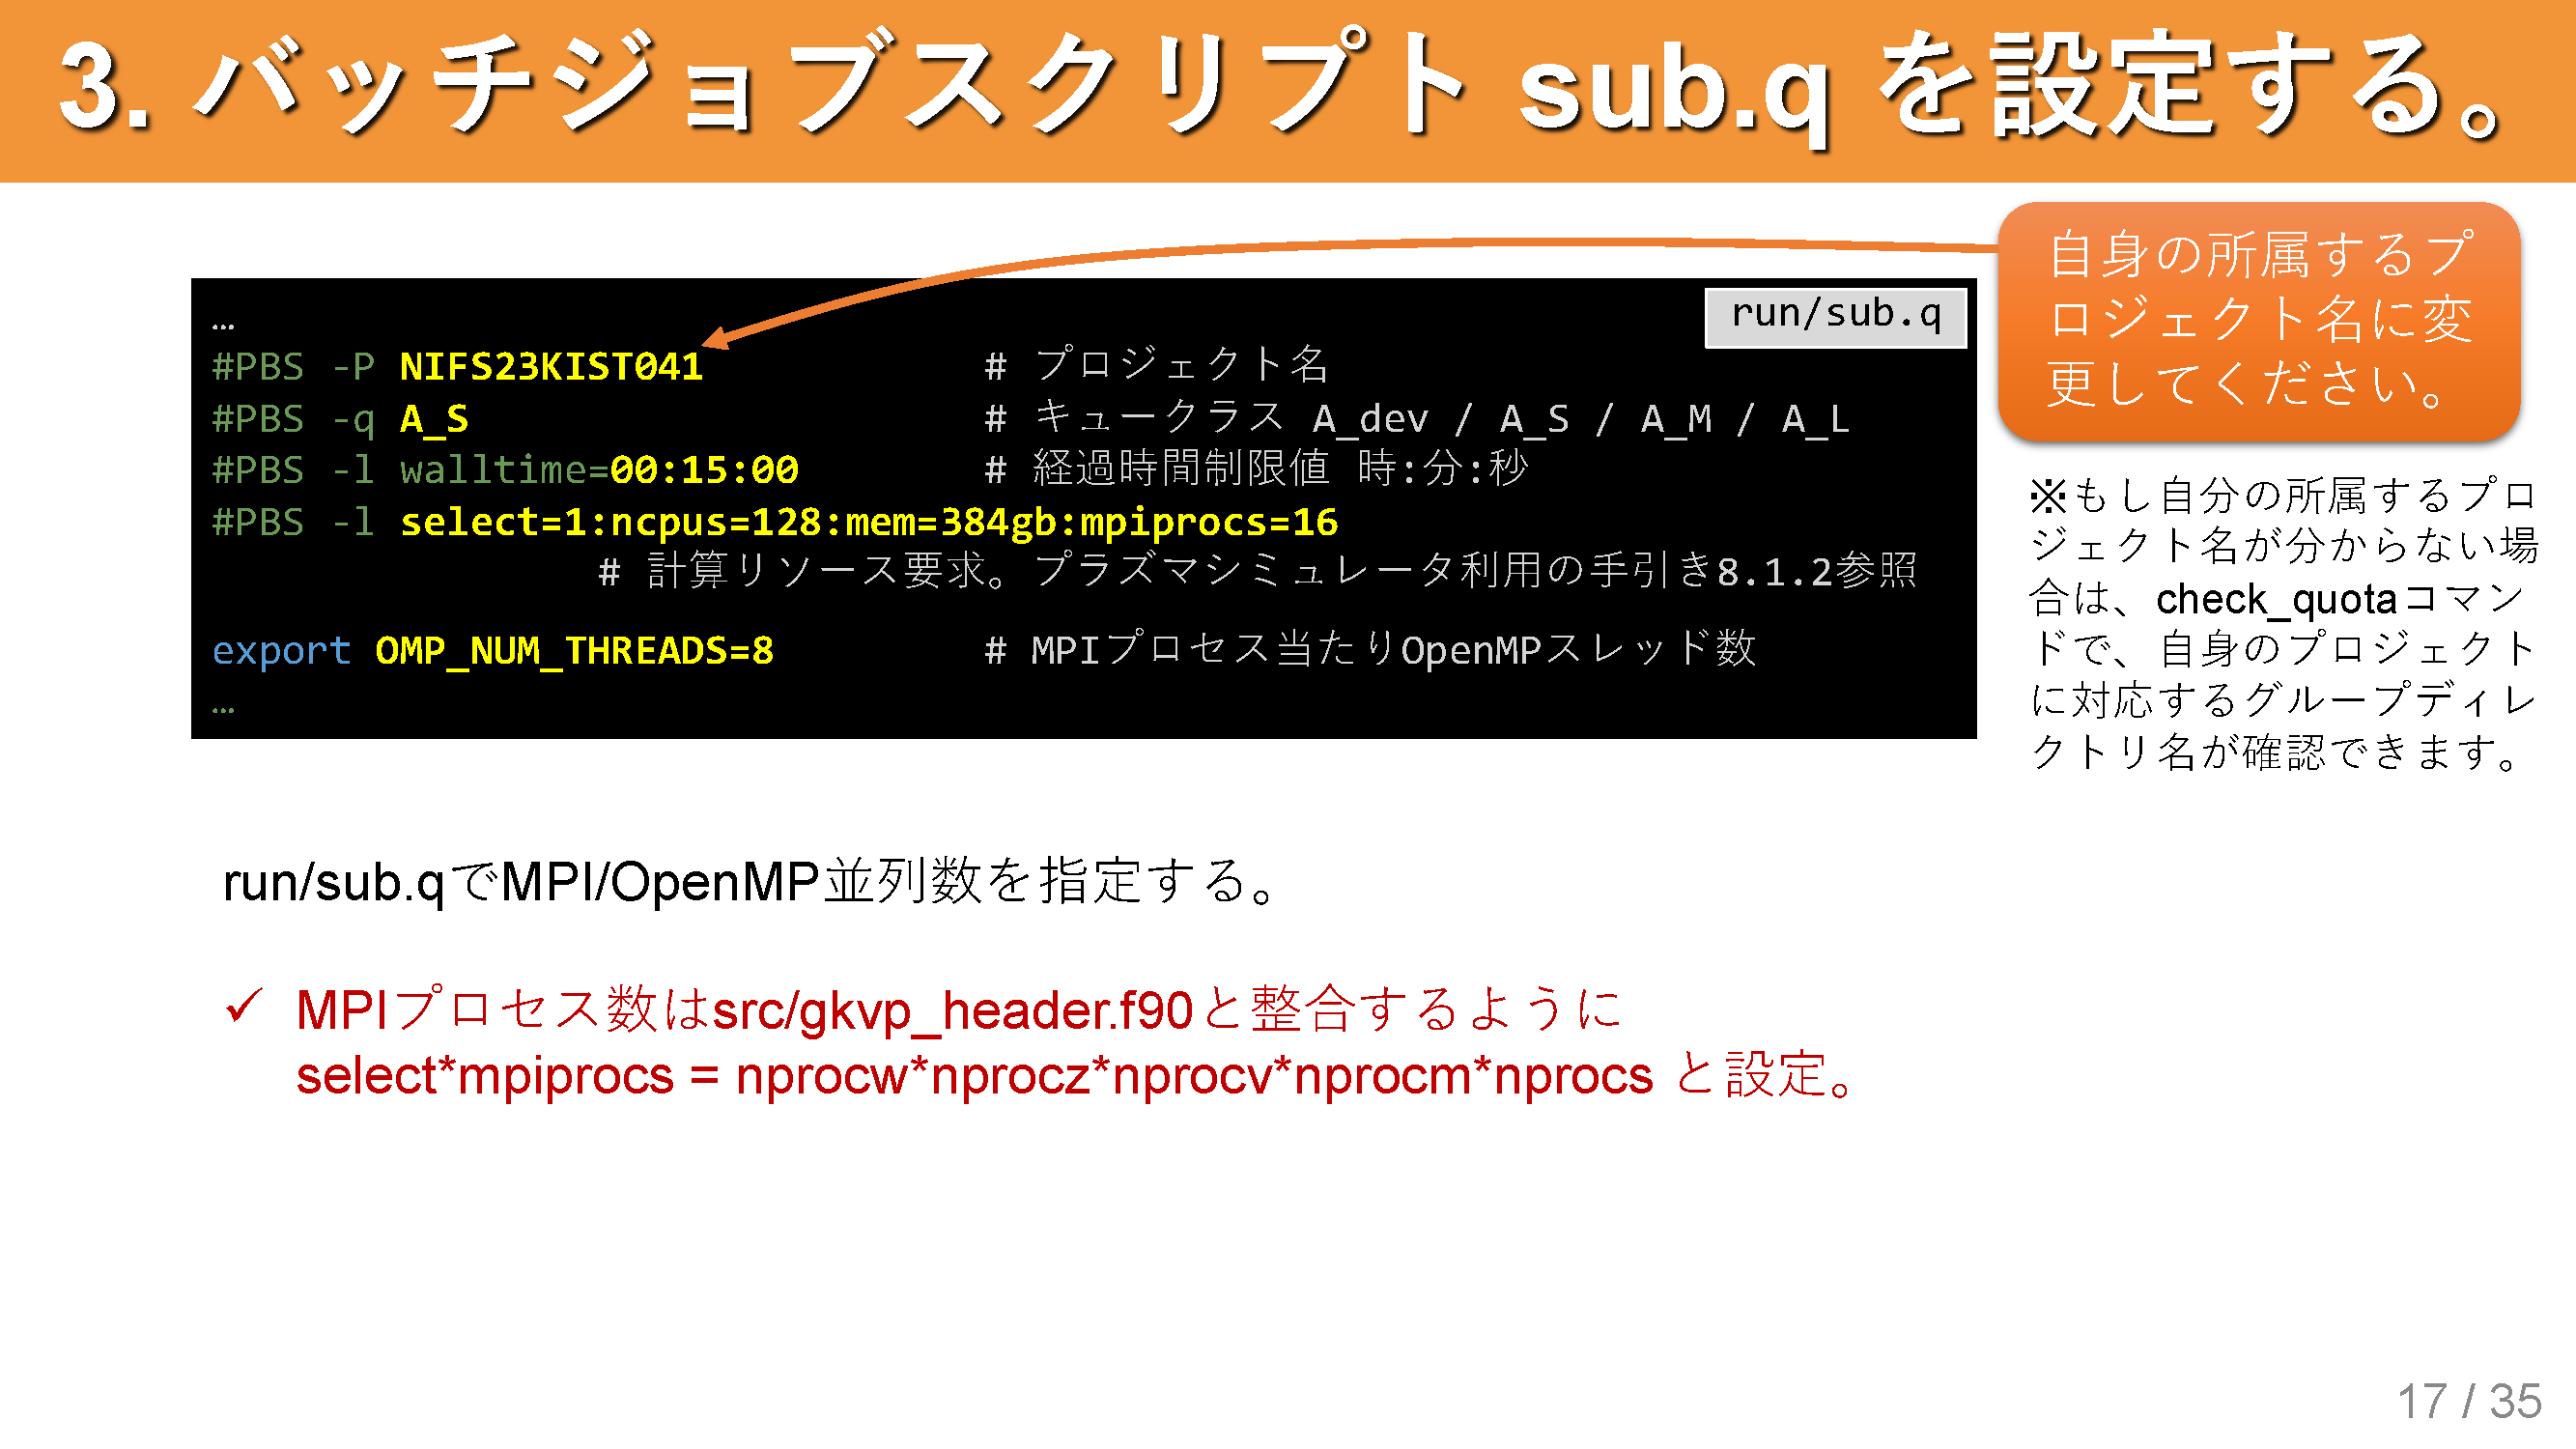 3. バッチジョブスクリプト sub.q を設定する。
自身の所属するプ
ロジェクト名に変
更してください。
run/sub.q
…
#PBS -P NIFS23KIST041 # プロジェクト名
#PBS -q A_S # キュークラス A_dev / A_S / A_M / A_L
#PBS -l walltime=00:15:00 # 経過時間制限値 時:分:秒
#PBS -l select=1:ncpus=128:mem=384gb:mpiprocs=16
# 計算リソース要求。プラズマシミュレータ利用の手引き8.1.2参照
export OMP_NUM_THREADS=8 # MPIプロセス当たりOpenMPスレッド数
…
※もし自分の所属するプロ
ジェクト名が分からない場
合は、check_quotaコマン
ドで、自身のプロジェクト
に対応するグループディレ
クトリ名が確認できます。
run/sub.qでMPI/OpenMP並列数を指定する。
✓ MPIプロセス数はsrc/gkvp_header.f90と整合するように
select*mpiprocs = nprocw*nprocz*nprocv*nprocm*nprocs と設定。
17 / 35